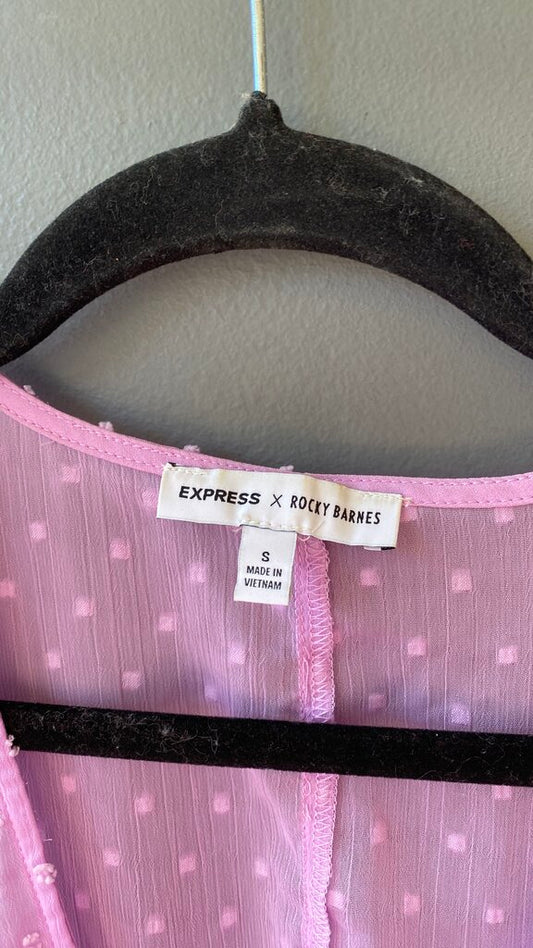 EXPRESS X ROCKY BARNES
S
MADE IN
VIETNAM